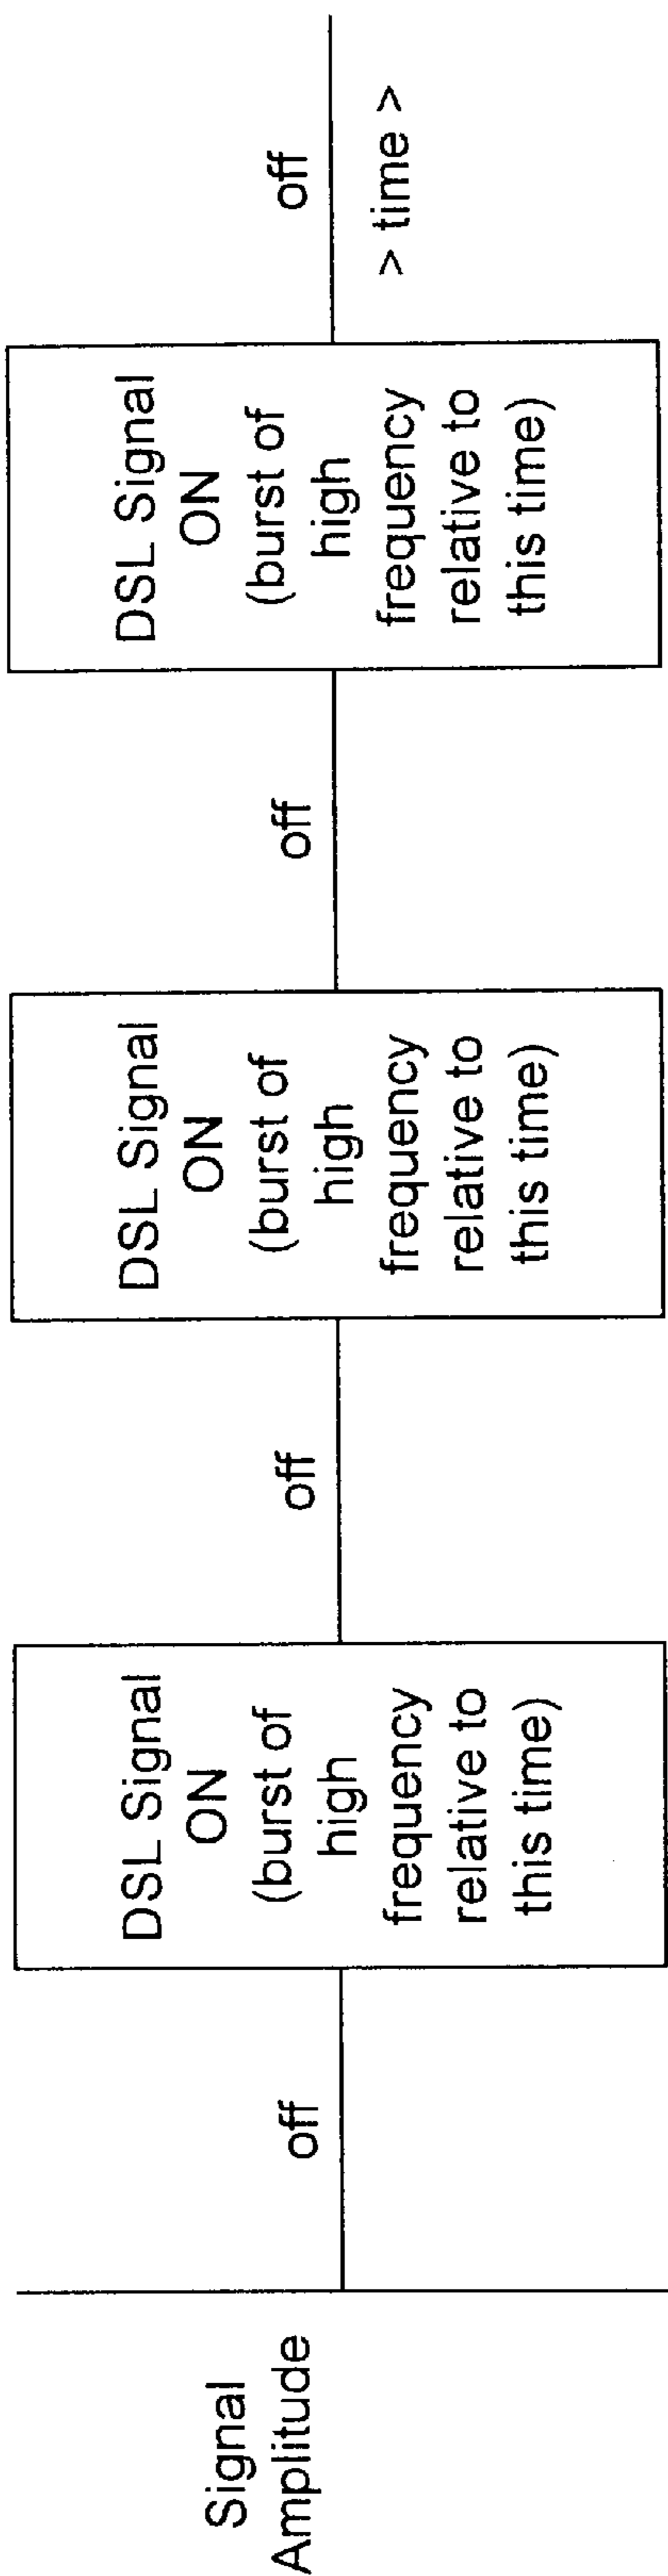 Signal
Amplitude
off
DSL Signal
ON
(burst of
high
frequency
relative to
this time)
off
DSL Signal
ON
(burst of
high
frequency
relative to
this time)
off
DSL Signal
ON
(burst of
high
frequency
relative to
this time)
off
> time >